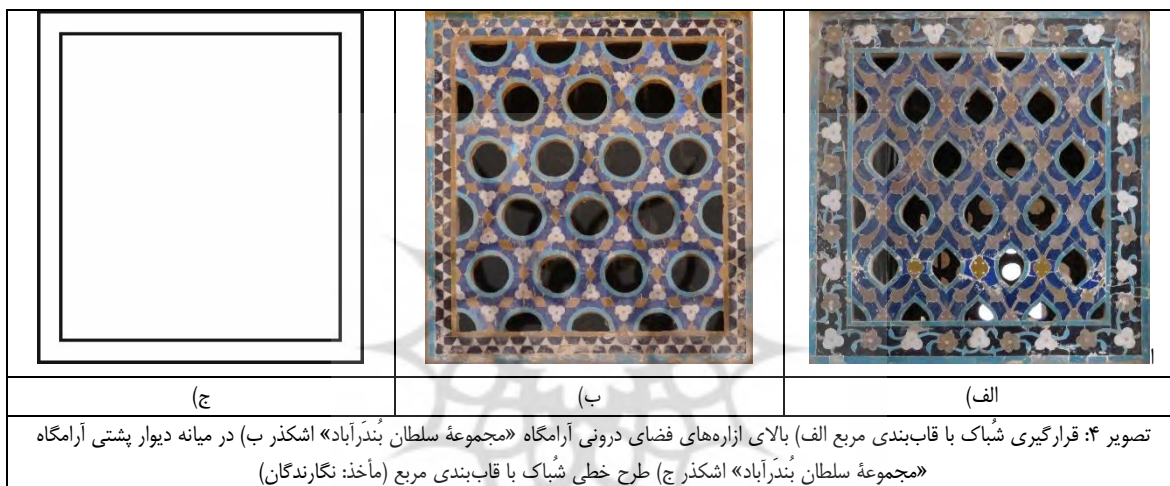 الف)
ب)
ج)
تصویر ۴: قرارگیری شُباک با قاب‌بندی مربع الف) بالای ازاره‌های فضای درونی آرامگاه «مجموعۀ سلطان بُندَرآباد» اشکذر ب) در میانه دیوار پشتی آرامگاه
«مجموعۀ سلطان بُندَرآباد» اشکذر ج) طرح خطی شُباک با قاب‌بندی مربع (مأخذ: نگارندگان)